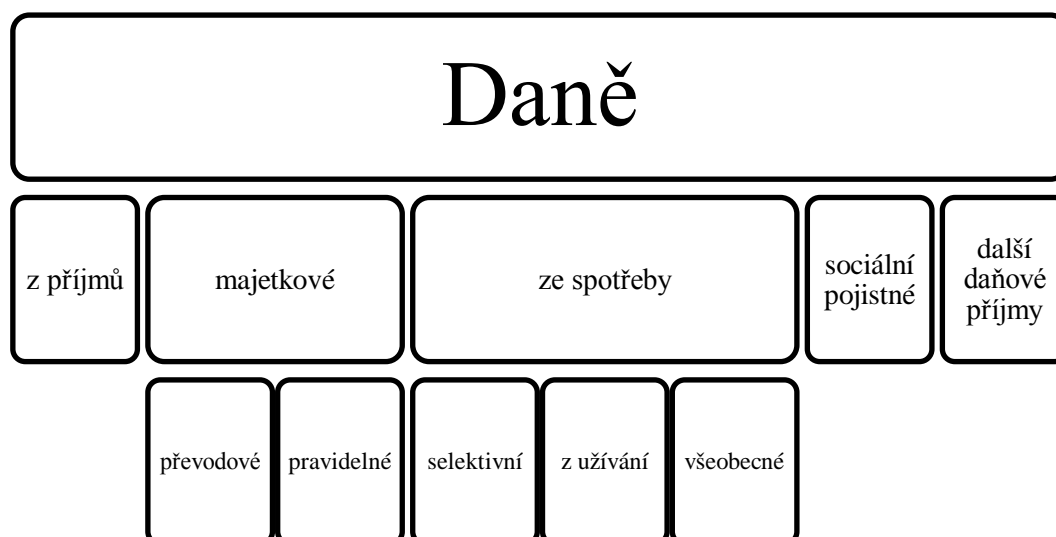 Daně
z příjmů
majetkové
ze spotřeby
sociální
pojistné
další
daňové
příjmy
převodové
pravidelné
selektivní
z užívání
všeobecné